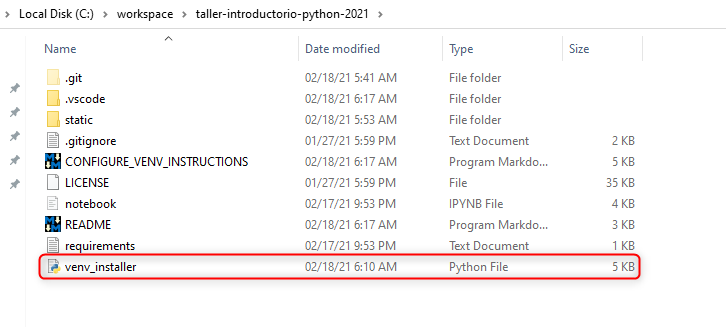 Local Disk (C:) > workspace > taller-introductorio-python-2021 >
Name Date modified Type Size
.git 02/18/21 5:41 AM File folder
.vscode 02/18/21 6:17 AM File folder
static 02/18/21 5:53 AM File folder
.gitignore 01/27/21 5:59 PM Text Document 2 KB
CONFIGURE_VENV_INSTRUCTIONS 02/18/21 6:17 AM Program Markdo... 5 KB
LICENSE 01/27/21 5:59 PM File 35 KB
notebook 02/17/21 9:53 PM IPYNB File 4 KB
README 02/18/21 6:17 AM Program Markdo... 3 KB
requirements 02/17/21 9:53 PM Text Document 1 KB
venv_installer 02/18/21 6:10 AM Python File 5 KB